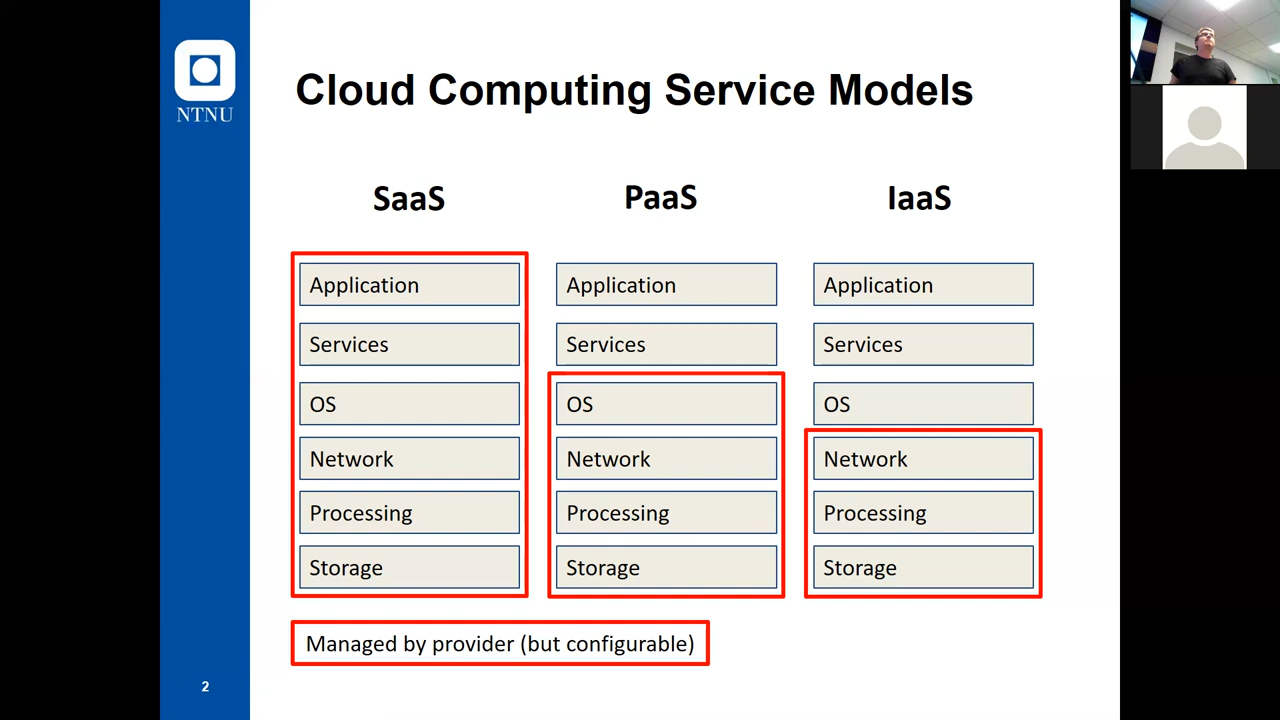 NTNU
Cloud Computing Service Models
SaaS
PaaS
IaaS
Application
Services
OS
Network
Processing
Storage
Application
Services
OS
Network
Processing
Storage
Application
Services
OS
Network
Processing
Storage
Managed by provider (but configurable)
2